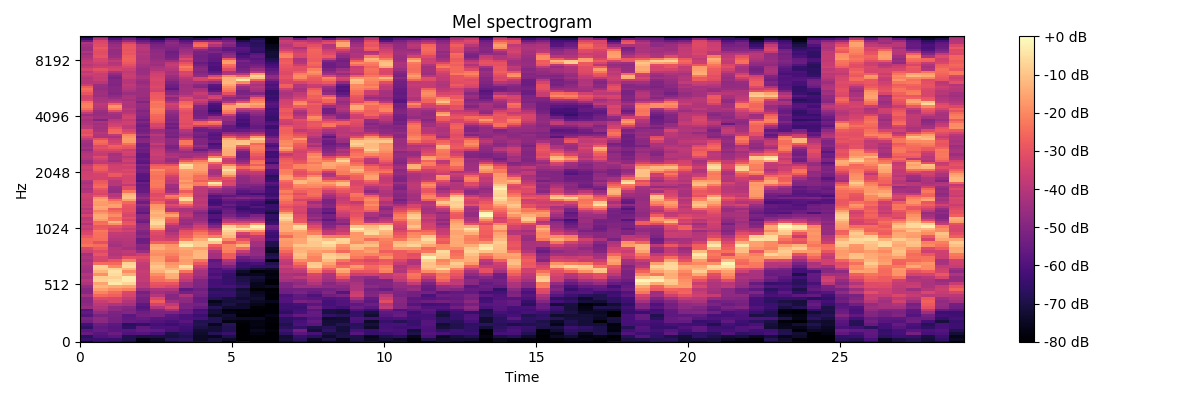 Mel spectrogram
Hz
8192
4096
2048
1024
512
0
0 5 10 15 20 25
Time
+0 dB
-10 dB
-20 dB
-30 dB
-40 dB
-50 dB
-60 dB
-70 dB
-80 dB